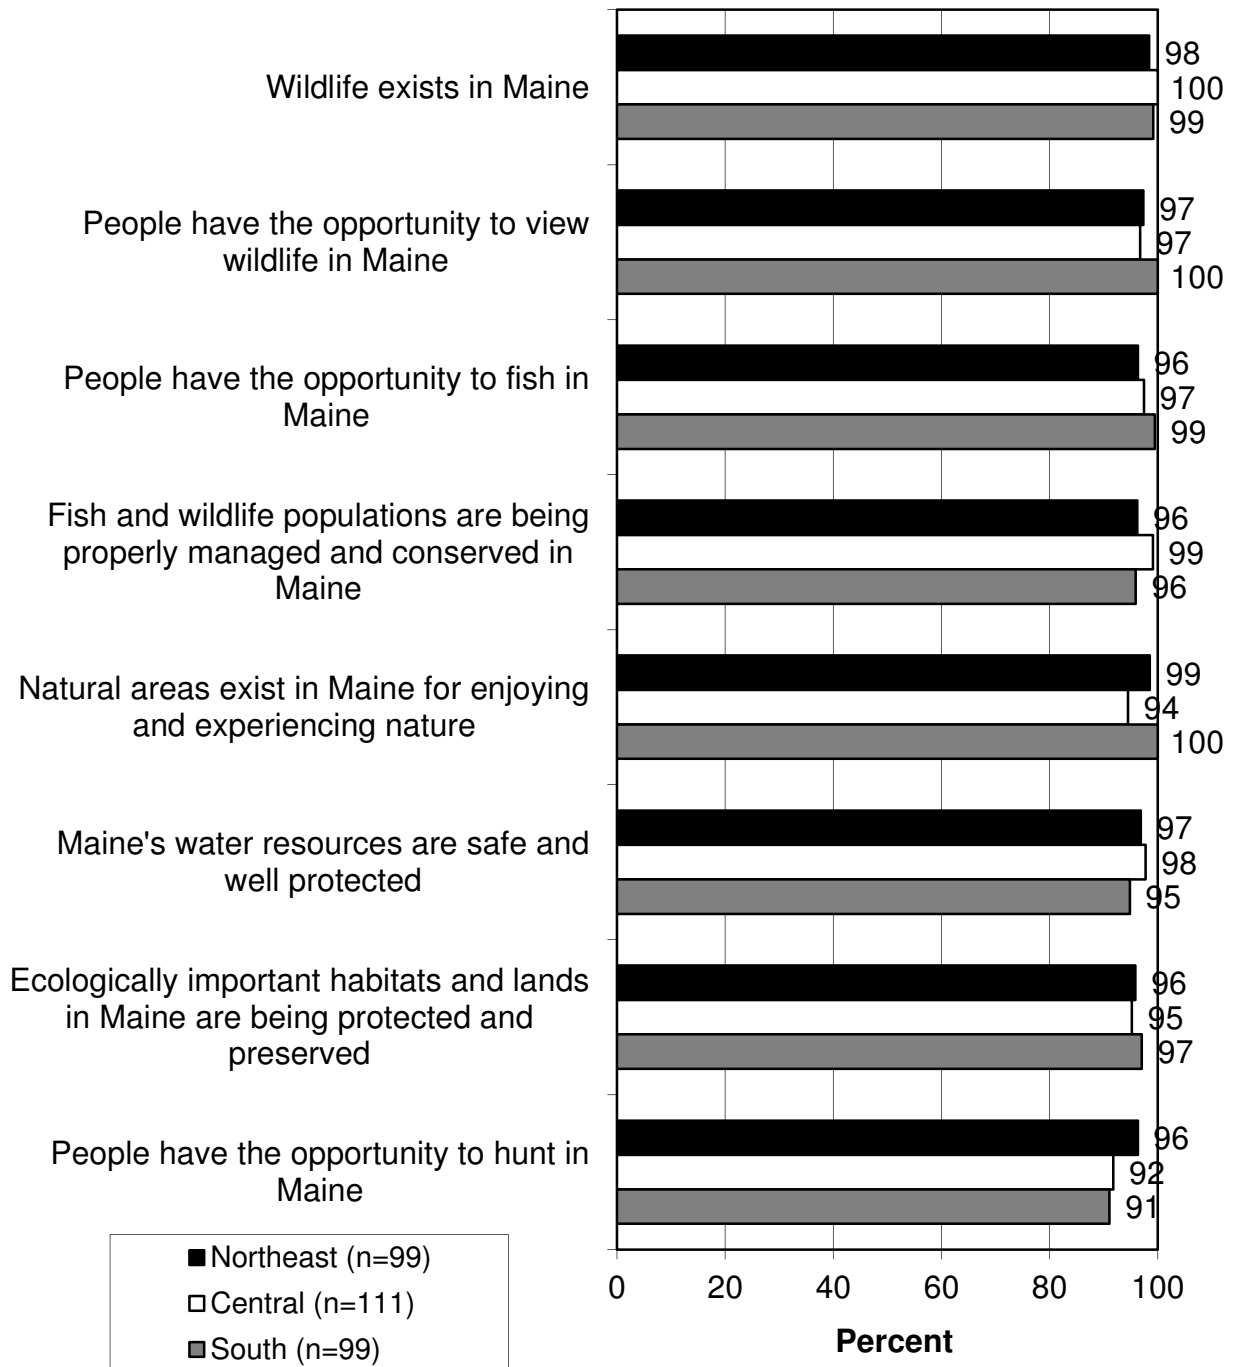 Wildlife exists in Maine
98
100
99
People have the opportunity to view
wildlife in Maine
97
97
100
People have the opportunity to fish in
Maine
96
97
99
Fish and wildlife populations are being
properly managed and conserved in
Maine
96
99
96
Natural areas exist in Maine for enjoying
and experiencing nature
99
94
100
Maine's water resources are safe and
well protected
97
98
95
Ecologically important habitats and lands
in Maine are being protected and
preserved
96
95
97
People have the opportunity to hunt in
Maine
96
92
91
0 20 40 60 80 100
Percent
Northeast (n=99)
Central (n=111)
South (n=99)